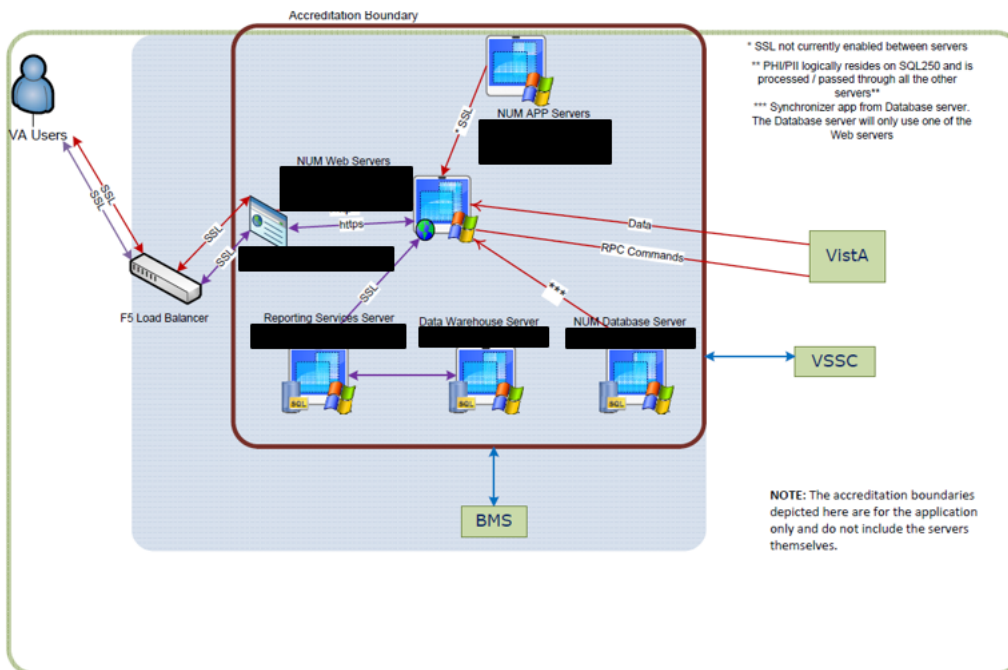 Accreditation Boundary
* SSL not currently enabled between servers
** PHI/PII logically resides on SQL250 and is
processed / passed through all the other
servers**
*** Synchronizer app from Database server.
The Database server will only use one of the
Web servers
VA Users
NUM APP Servers
* SSL
NUM Web Servers
SSL
SSL
SSL
SSL
https
Data
RPC Commands
VistA
F5 Load Balancer
SSL
***
Reporting Services Server
Data Warehouse Server
NUM Database Server
SQL
SQL
SQL
VSSC
BMS
NOTE: The accreditation boundaries
depicted here are for the application
only and do not include the servers
themselves.